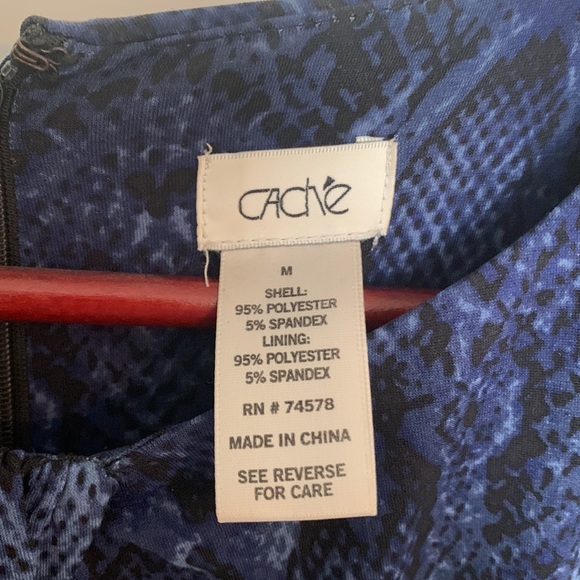 CACHÉ
M
SHELL:
95% POLYESTER
5% SPANDEX
LINING:
95% POLYESTER
5% SPANDEX
RN # 74578
MADE IN CHINA
SEE REVERSE
FOR CARE